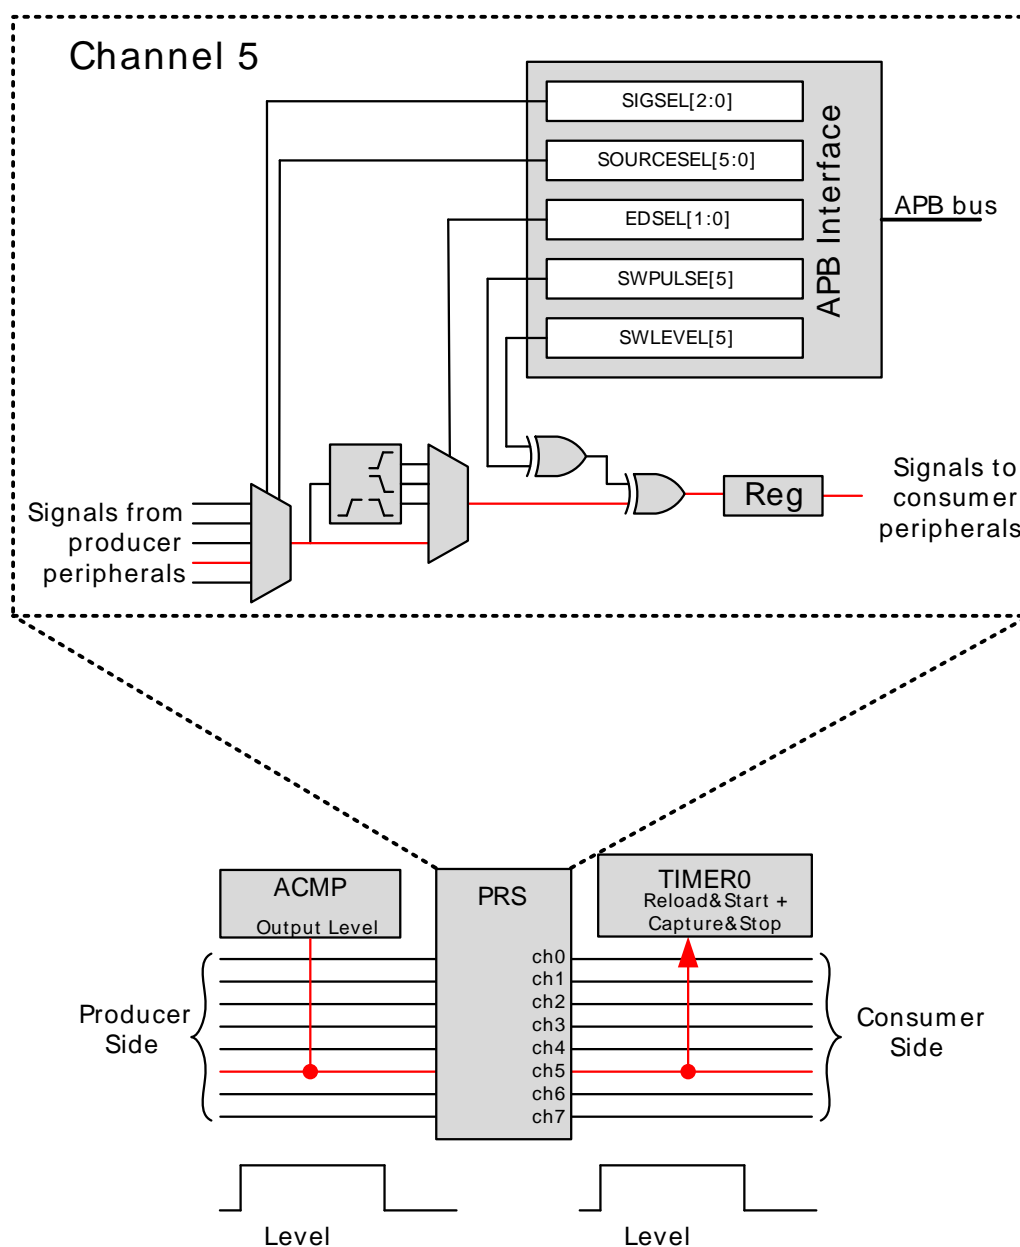 Channel 5
SIGSEL[2:0]
SOURCESEL[5:0]
EDSEL[1:0]
SWPULSE[5]
SWLEVEL[5]
APB Interface
APB bus
Signals from
producer
peripherals
Reg
Signals to
consumer
peripherals
ACMP
Output Level
PRS
TIMER0
Reload&Start +
Capture&Stop
ch0
ch1
ch2
ch3
ch4
ch5
ch6
ch7
Producer
Side
Consumer
Side
Level
Level